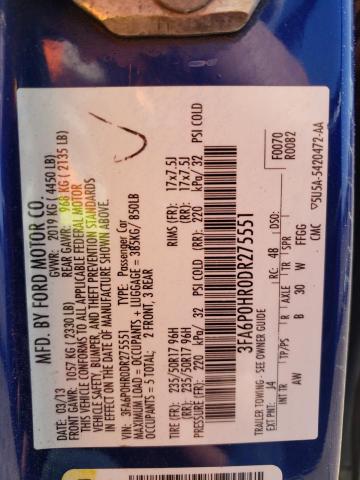 MFD. BY FORD MOTOR CO.
03/13 GVWR: 2019 KG (4450 LB)
FRONT GAWR: 1057 KG (2330 LB) REAR GAWR: 968 KG (2135 LB)
THIS VEHICLE CONFORMS TO ALL APPLICABLE FEDERAL MOTOR
VEHICLE SAFETY, BUMPER, AND THEFT PREVENTION STANDARDS
IN EFFECT ON THE DATE OF MANUFACTURE SHOWN ABOVE.
VIN: 3FA6P0HR0DR275551 TYPE: Passenger Car
MAXIMUM LOAD = OCCUPANTS + LUGGAGE = 385KG/ 850LB
OCCUPANTS = 5 TOTAL: 2 FRONT, 3 REAR
TIRE (FR): 235/50R17 96H RIMS (FR): 17x7.5J
TIRE (RR): 235/50R17 96H RIMS (RR): 17x7.5J
PRESSURE (FR): 220 kPa/ 32 PSI COLD
PRESSURE (RR): 220 kPa/ 32 PSI COLD
3FA6P0HR0DR275551
F0070
R0082
TRAILER TOWING - SEE OWNER GUIDE
EXT PNT: J4 RC: 48 DSO:
INT TR TP/PS R AXLE TR SPR
AW B 30 W FFGG
CMC ▽5U5A-5420472-AA